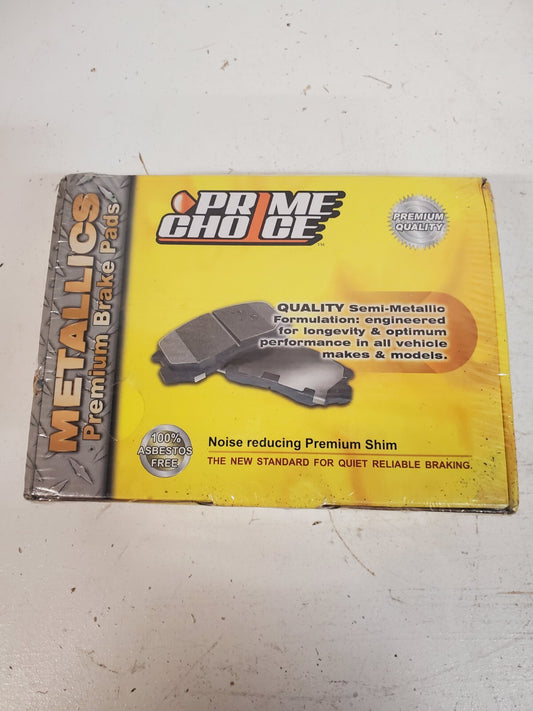 METALLICS
Premium Brake Pads
PRIME
CHOICE
™
PREMIUM
QUALITY
QUALITY Semi-Metallic
Formulation: engineered
for longevity & optimum
performance in all vehicle
makes & models.
100%
ASBESTOS
FREE
Noise reducing Premium Shim
THE NEW STANDARD FOR QUIET RELIABLE BRAKING.